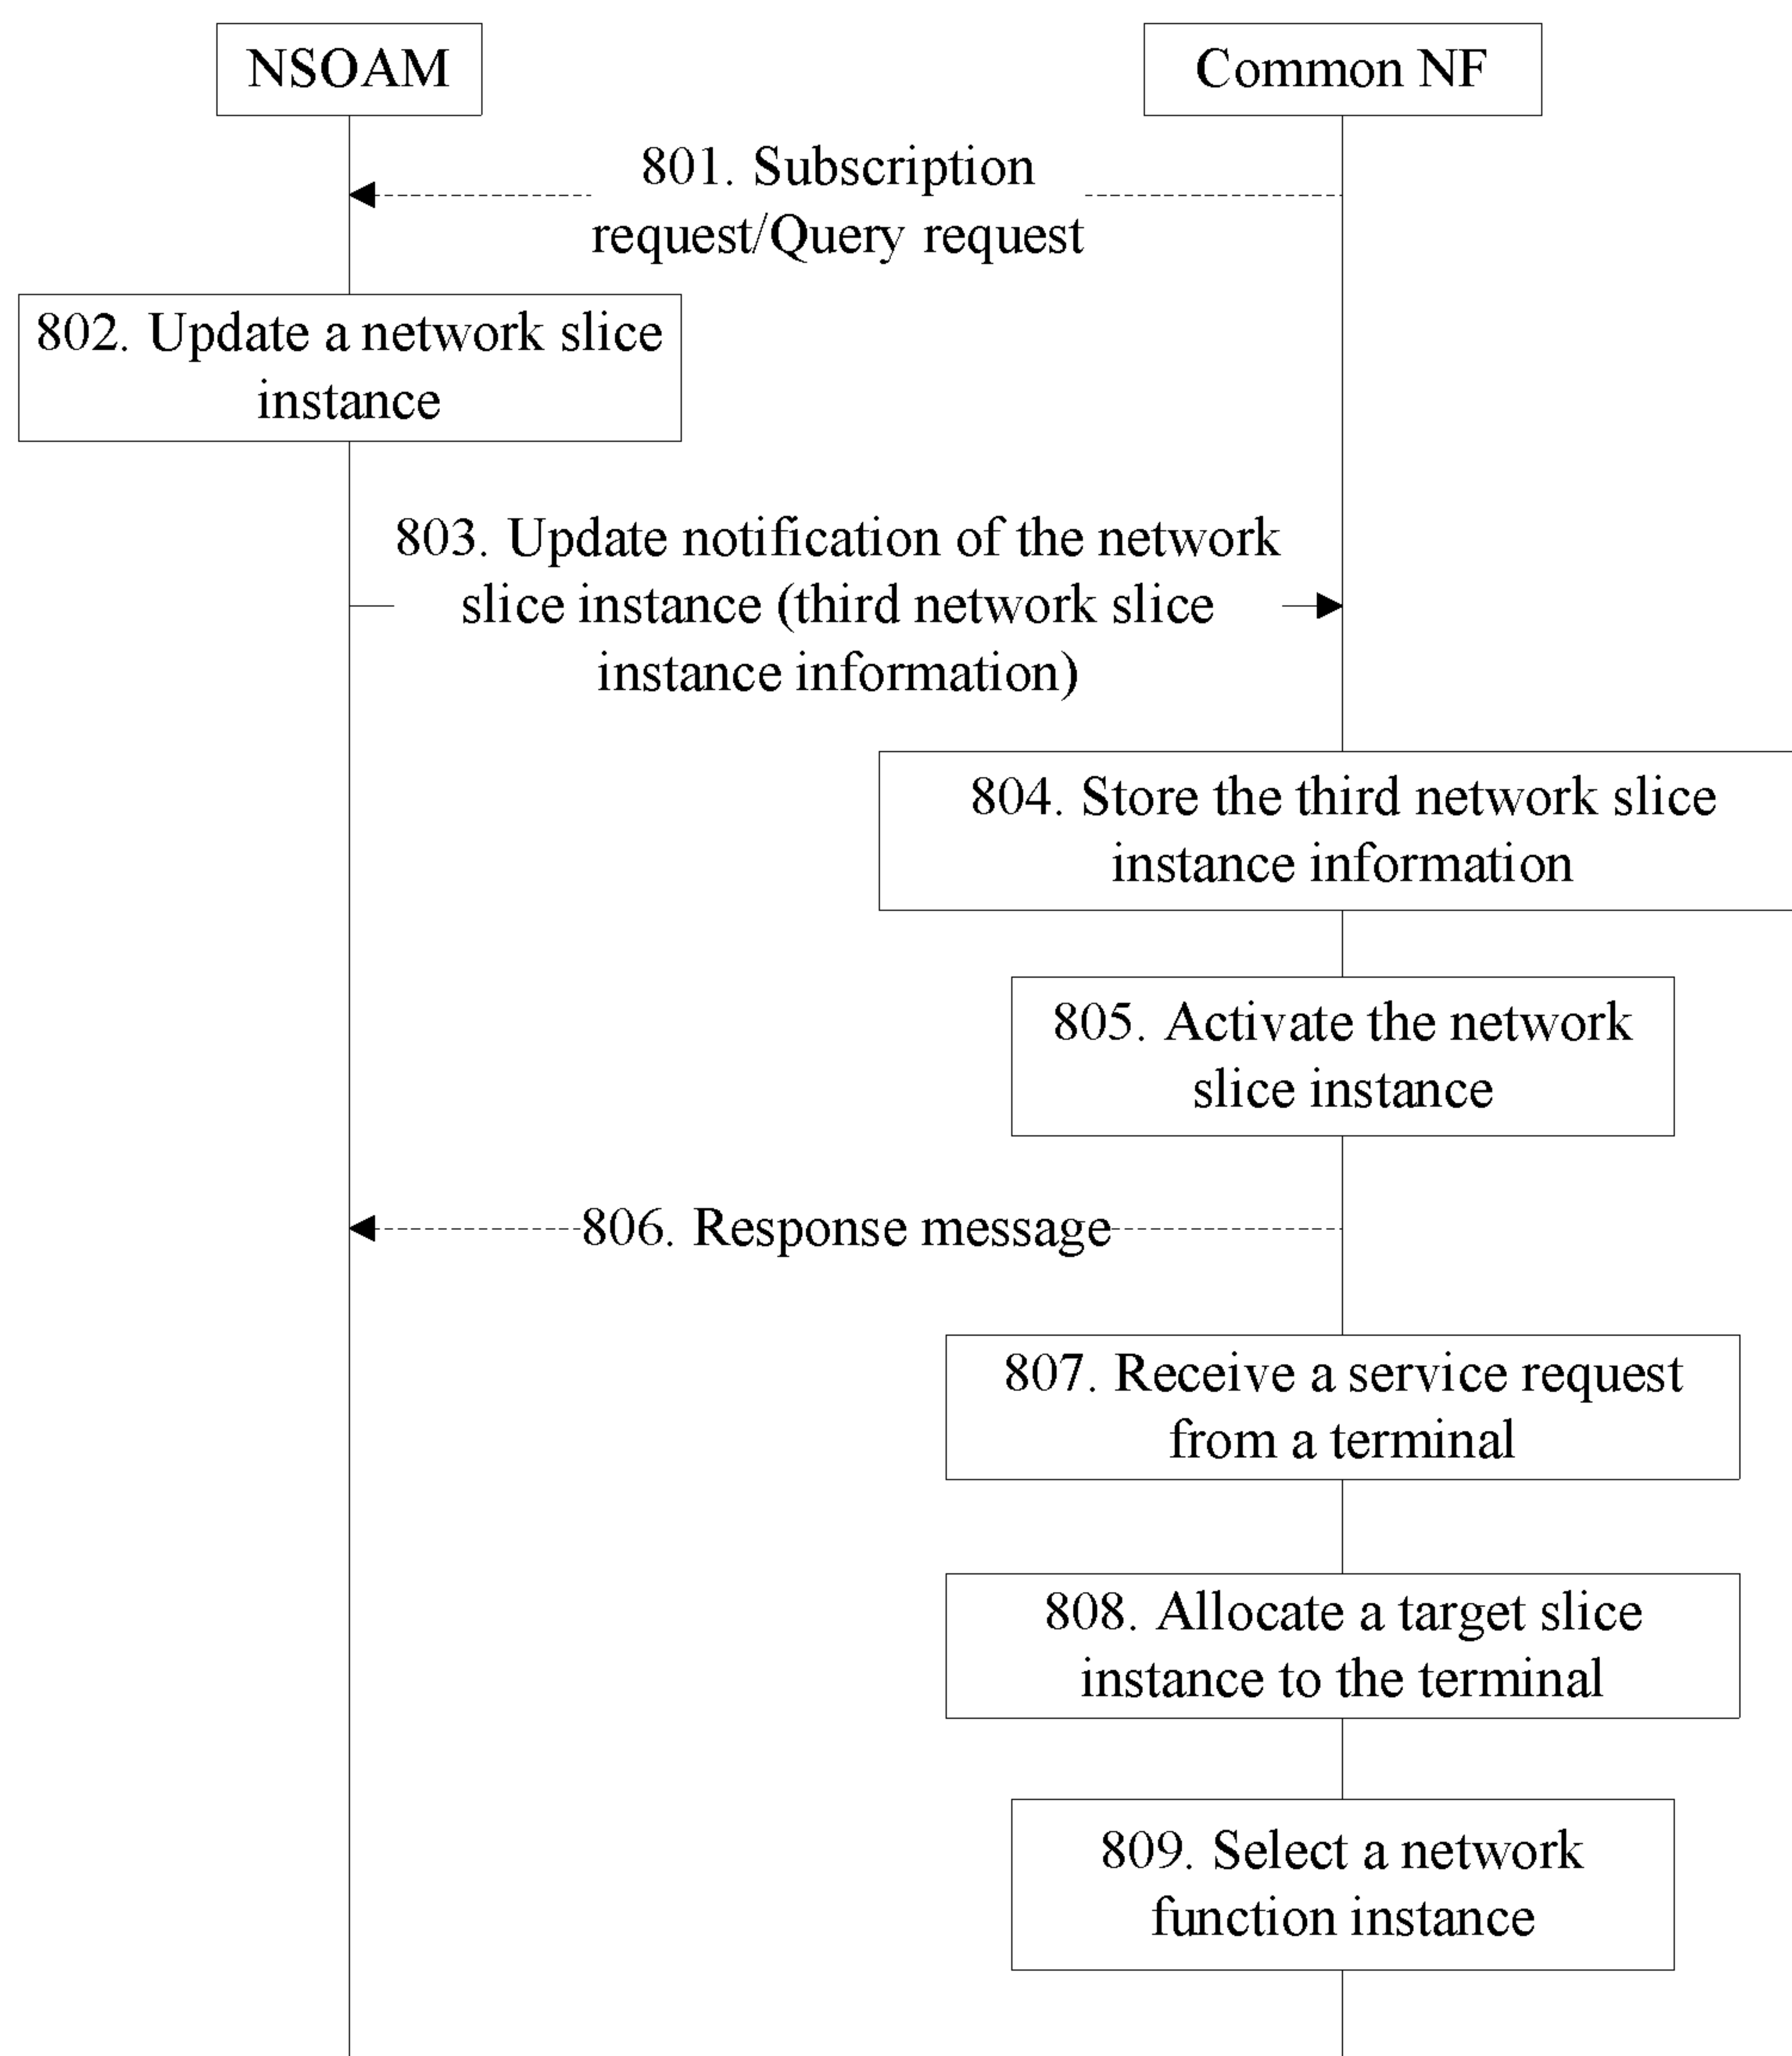 NSOAM
Common NF
801. Subscription
request/Query request
802. Update a network slice
instance
803. Update notification of the network
slice instance (third network slice
instance information)
804. Store the third network slice
instance information
805. Activate the network
slice instance
806. Response message
807. Receive a service request
from a terminal
808. Allocate a target slice
instance to the terminal
809. Select a network
function instance